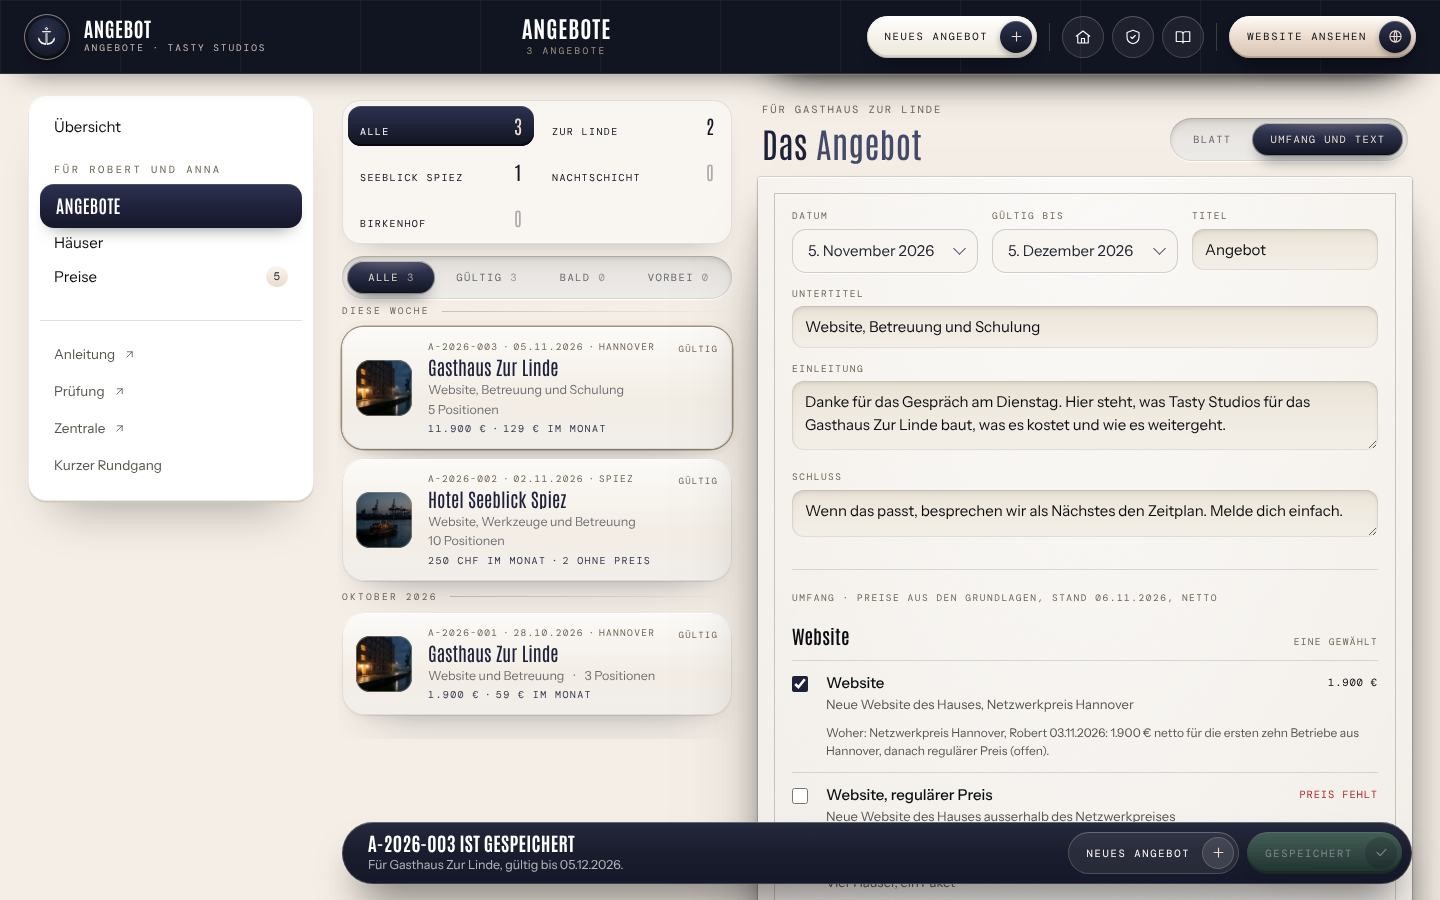 ANGEBOT
ANGEBOTE · TASTY STUDIOS
ANGEBOTE
3 ANGEBOTE
NEUES ANGEBOT
WEBSITE ANSEHEN
Übersicht
FÜR ROBERT UND ANNA
ANGEBOTE
Häuser
Preise 5
Anleitung
Prüfung
Zentrale
Kurzer Rundgang
ALLE 3
ZUR LINDE 2
SEEBLICK SPIEZ 1
NACHTSCHICHT 0
BIRKENHOF 0
ALLE 3 GÜLTIG 3 BALD 0 VORBEI 0
DIESE WOCHE
A-2026-003 · 05.11.2026 · HANNOVER GÜLTIG
Gasthaus Zur Linde
Website, Betreuung und Schulung
5 Positionen
11.900 € · 129 € IM MONAT
A-2026-002 · 02.11.2026 · SPIEZ GÜLTIG
Hotel Seeblick Spiez
Website, Werkzeuge und Betreuung
10 Positionen
250 CHF IM MONAT · 2 OHNE PREIS
OKTOBER 2026
A-2026-001 · 28.10.2026 · HANNOVER GÜLTIG
Gasthaus Zur Linde
Website und Betreuung · 3 Positionen
1.900 € · 59 € IM MONAT
FÜR GASTHAUS ZUR LINDE
Das Angebot
BLATT UMFANG UND TEXT
DATUM GÜLTIG BIS TITEL
5. November 2026 5. Dezember 2026 Angebot
UNTERTITEL
Website, Betreuung und Schulung
EINLEITUNG
Danke für das Gespräch am Dienstag. Hier steht, was Tasty Studios für das
Gasthaus Zur Linde baut, was es kostet und wie es weitergeht.
SCHLUSS
Wenn das passt, besprechen wir als Nächstes den Zeitplan. Melde dich einfach.
UMFANG · PREISE AUS DEN GRUNDLAGEN, STAND 06.11.2026, NETTO
Website EINE GEWÄHLT
Website 1.900 €
Neue Website des Hauses, Netzwerkpreis Hannover
Woher: Netzwerkpreis Hannover, Robert 03.11.2026: 1.900 € netto für die ersten zehn Betriebe aus
Hannover, danach regulärer Preis (offen).
Website, regulärer Preis PREIS FEHLT
Neue Website des Hauses ausserhalb des Netzwerkpreises
A-2026-003 IST GESPEICHERT
Für Gasthaus Zur Linde, gültig bis 05.12.2026.
NEUES ANGEBOT
GESPEICHERT